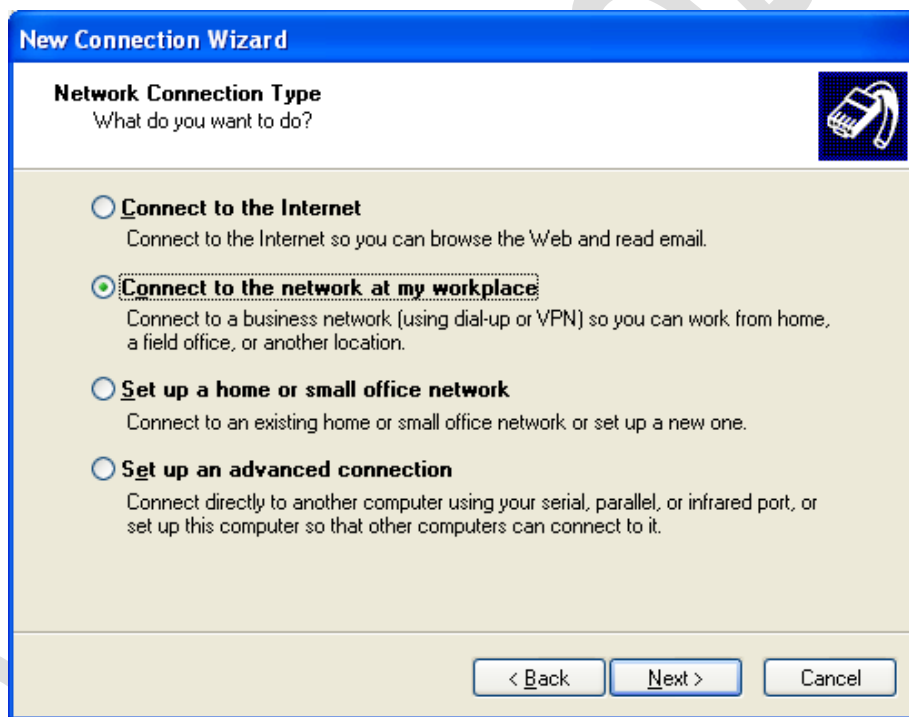 New Connection Wizard
Network Connection Type
What do you want to do?
Connect to the Internet
Connect to the Internet so you can browse the Web and read email.
Connect to the network at my workplace
Connect to a business network (using dial-up or VPN) so you can work from home,
a field office, or another location.
Set up a home or small office network
Connect to an existing home or small office network or set up a new one.
Set up an advanced connection
Connect directly to another computer using your serial, parallel, or infrared port, or
set up this computer so that other computers can connect to it.
< Back Next > Cancel